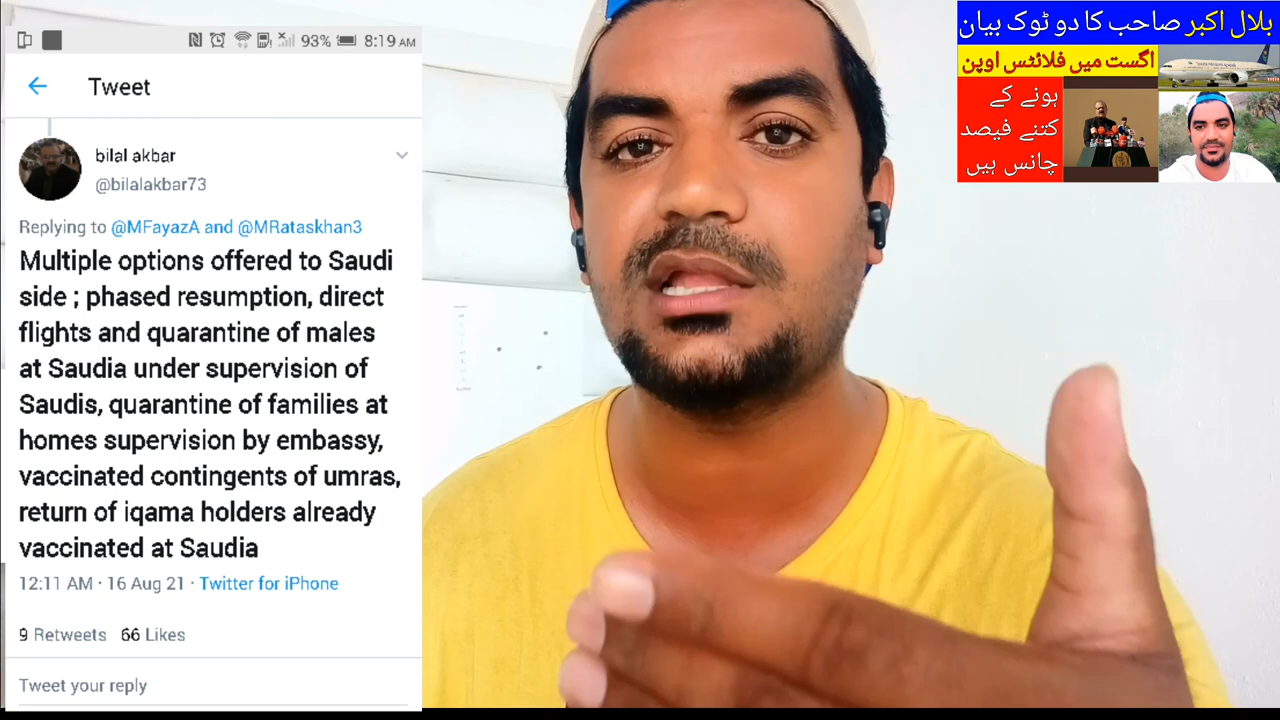 93% 8:19 AM
Tweet
bilal akbar
@bilalakbar73
Replying to @MFayazA and @MRataskhan3
Multiple options offered to Saudi
side ; phased resumption, direct
flights and quarantine of males
at Saudia under supervision of
Saudis, quarantine of families at
homes supervision by embassy,
vaccinated contingents of umras,
return of iqama holders already
vaccinated at Saudia
12:11 AM · 16 Aug 21 · Twitter for iPhone
9 Retweets 66 Likes
Tweet your reply
بلال اکبر صاحب کا دو ٹوک بیان
اگست میں فلائٹس اوپن
ہونے کے
کتنے فیصد
چانس ہیں